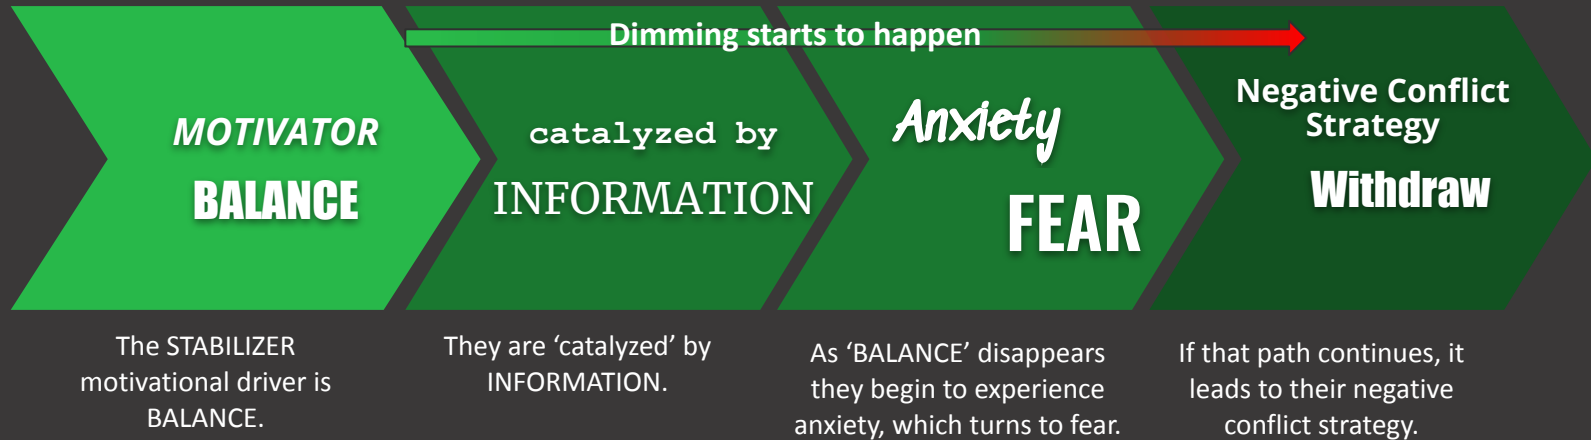 Dimming starts to happen
MOTIVATOR
BALANCE
catalyzed by
INFORMATION
Anxiety
FEAR
Negative Conflict
Strategy
Withdraw
The STABILIZER
motivational driver is
BALANCE.
They are ‘catalyzed’ by
INFORMATION.
As ‘BALANCE’ disappears
they begin to experience
anxiety, which turns to fear.
If that path continues, it
leads to their negative
conflict strategy.